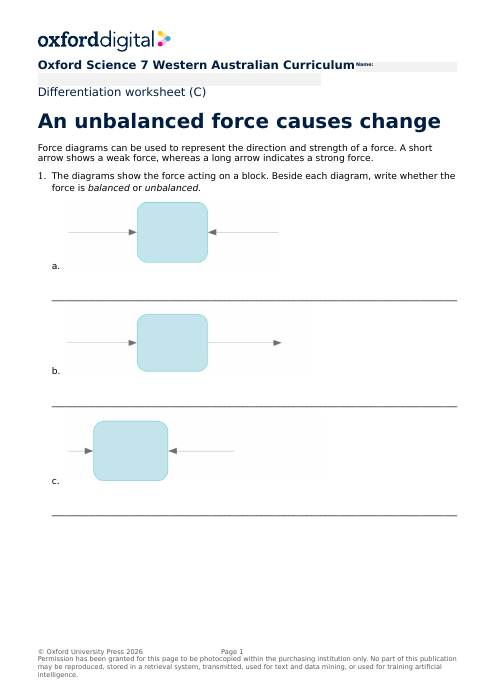 oxforddigital
Oxford Science 7 Western Australian Curriculum Name:
Differentiation worksheet (C)
An unbalanced force causes change
Force diagrams can be used to represent the direction and strength of a force. A short
arrow shows a weak force, whereas a long arrow indicates a strong force.
1. The diagrams show the force acting on a block. Beside each diagram, write whether the
force is balanced or unbalanced.
a.
b.
c.
© Oxford University Press 2026 Page 1
Permission has been granted for this page to be photocopied within the purchasing institution only. No part of this publication
may be reproduced, stored in a retrieval system, transmitted, used for text and data mining, or used for training artificial
intelligence.